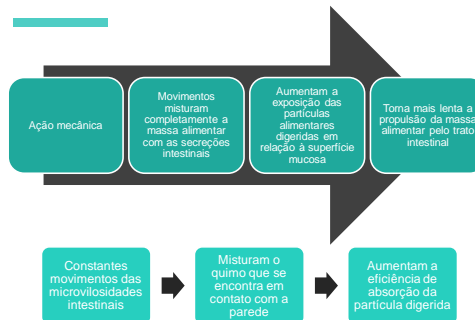 Ação mecânica
Movimentos
misturam
completamente a
massa alimentar
com as secreções
intestinais
Aumentam a
exposição das
partículas
alimentares
digeridas em
relação à superfície
mucosa
Torna mais lenta a
propulsão da massa
alimentar pelo trato
intestinal
Constantes
movimentos das
microvilosidades
intestinais
Misturam o
quimo que se
encontra em
contato com a
parede
Aumentam a
eficiência de
absorção da
partícula digerida